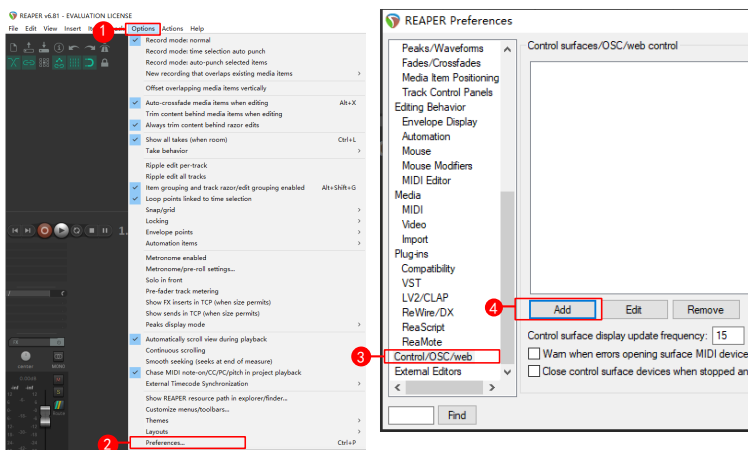 REAPER v6.81 - EVALUATION LICENSE
File Edit View Insert Options Actions Help
1
Record mode: normal
Record mode: time selection auto punch
Record mode: auto-punch selected items
New recording that overlaps existing media items
Offset overlapping media items vertically
Auto-crossfade media items when editing Alt+X
Trim content behind media items when editing
Always trim content behind razor edits
Show all takes (when room) Ctrl+L
Take behavior
Ripple edit per-track
Ripple edit all tracks
Item grouping and track razor/edit grouping enabled Alt+Shift+G
Loop points linked to time selection
Snap/grid
Locking
Envelope points
Automation items
Metronome enabled
Metronome/pre-roll settings...
Solo in front
Pre-fader track metering
Show FX inserts in TCP (when size permits)
Show sends in TCP (when size permits)
Peaks display mode
Automatically scroll view during playback
Continuous scrolling
Smooth seeking (seeks at end of measure)
Chase MIDI note-on/CC/PC/pitch in project playback
External Timecode Synchronization
Show REAPER resource path in explorer/finder...
Customize menus/toolbars...
Themes
Layouts
2
Preferences... Ctrl+P
1.
FX
center
MONO
Route
REAPER Preferences
Peaks/Waveforms
Fades/Crossfades
Media Item Positioning
Track Control Panels
Editing Behavior
Envelope Display
Automation
Mouse
Mouse Modifiers
MIDI Editor
Media
MIDI
Video
Import
Plug-ins
Compatibility
VST
LV2/CLAP
ReWire/DX
ReaScript
ReaMote
3
Control/OSC/web
External Editors
Find
Control surfaces/OSC/web control
4
Add Edit Remove
Control surface display update frequency: 15
Warn when errors opening surface MIDI device
Close control surface devices when stopped an